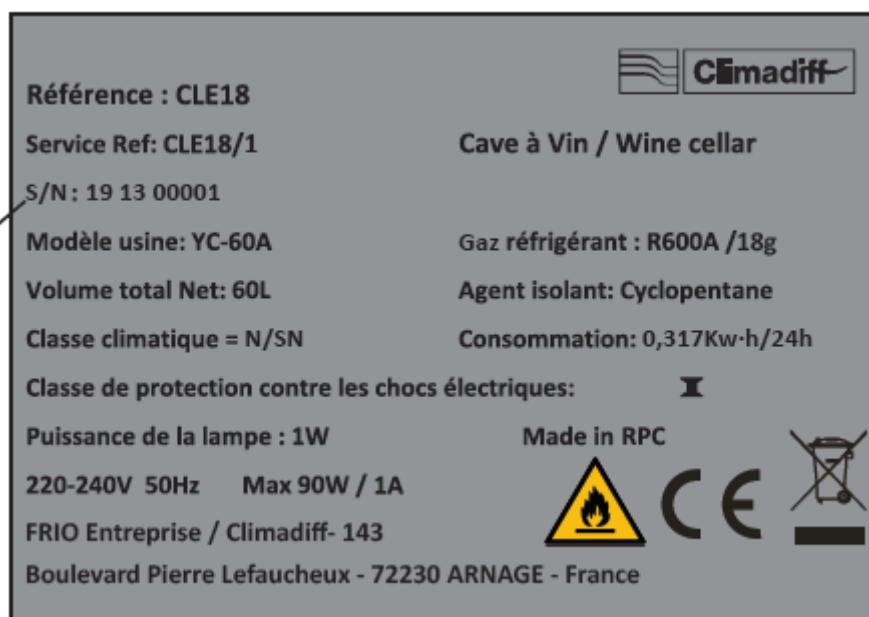 Climadiff
Référence : CLE18
Service Ref: CLE18/1
Cave à Vin / Wine cellar
S/N: 19 13 00001
Modèle usine: YC-60A
Gaz réfrigérant : R600A /18g
Volume total Net: 60L
Agent isolant: Cyclopentane
Classe climatique = N/SN
Consommation: 0,317Kw·h/24h
Classe de protection contre les chocs électriques: I
Puissance de la lampe : 1W
Made in RPC
220-240V 50Hz Max 90W / 1A
CE
FRIO Entreprise / Climadiff- 143
Boulevard Pierre Lefaucheux - 72230 ARNAGE - France